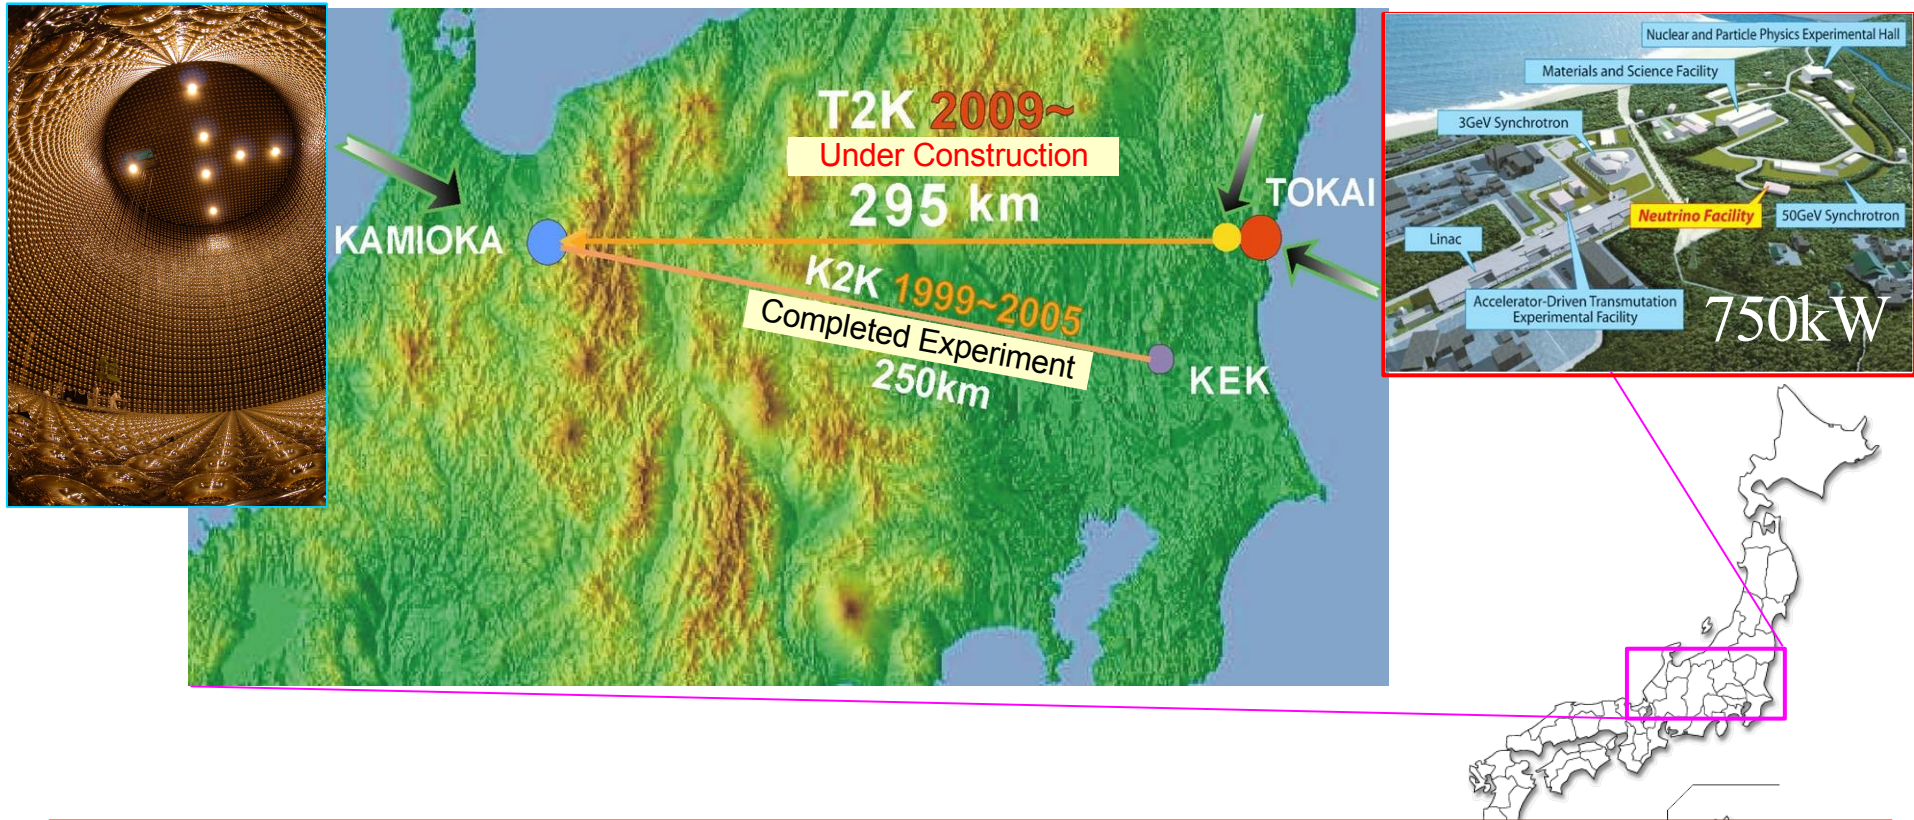 T2K 2009~
Under Construction
295 km
TOKAI
KAMIOKA
K2K 1999~2005
Completed Experiment
250km
KEK
Nuclear and Particle Physics Experimental Hall
Materials and Science Facility
3GeV Synchrotron
Neutrino Facility
50GeV Synchrotron
Linac
Accelerator-Driven Transmutation
Experimental Facility
750kW